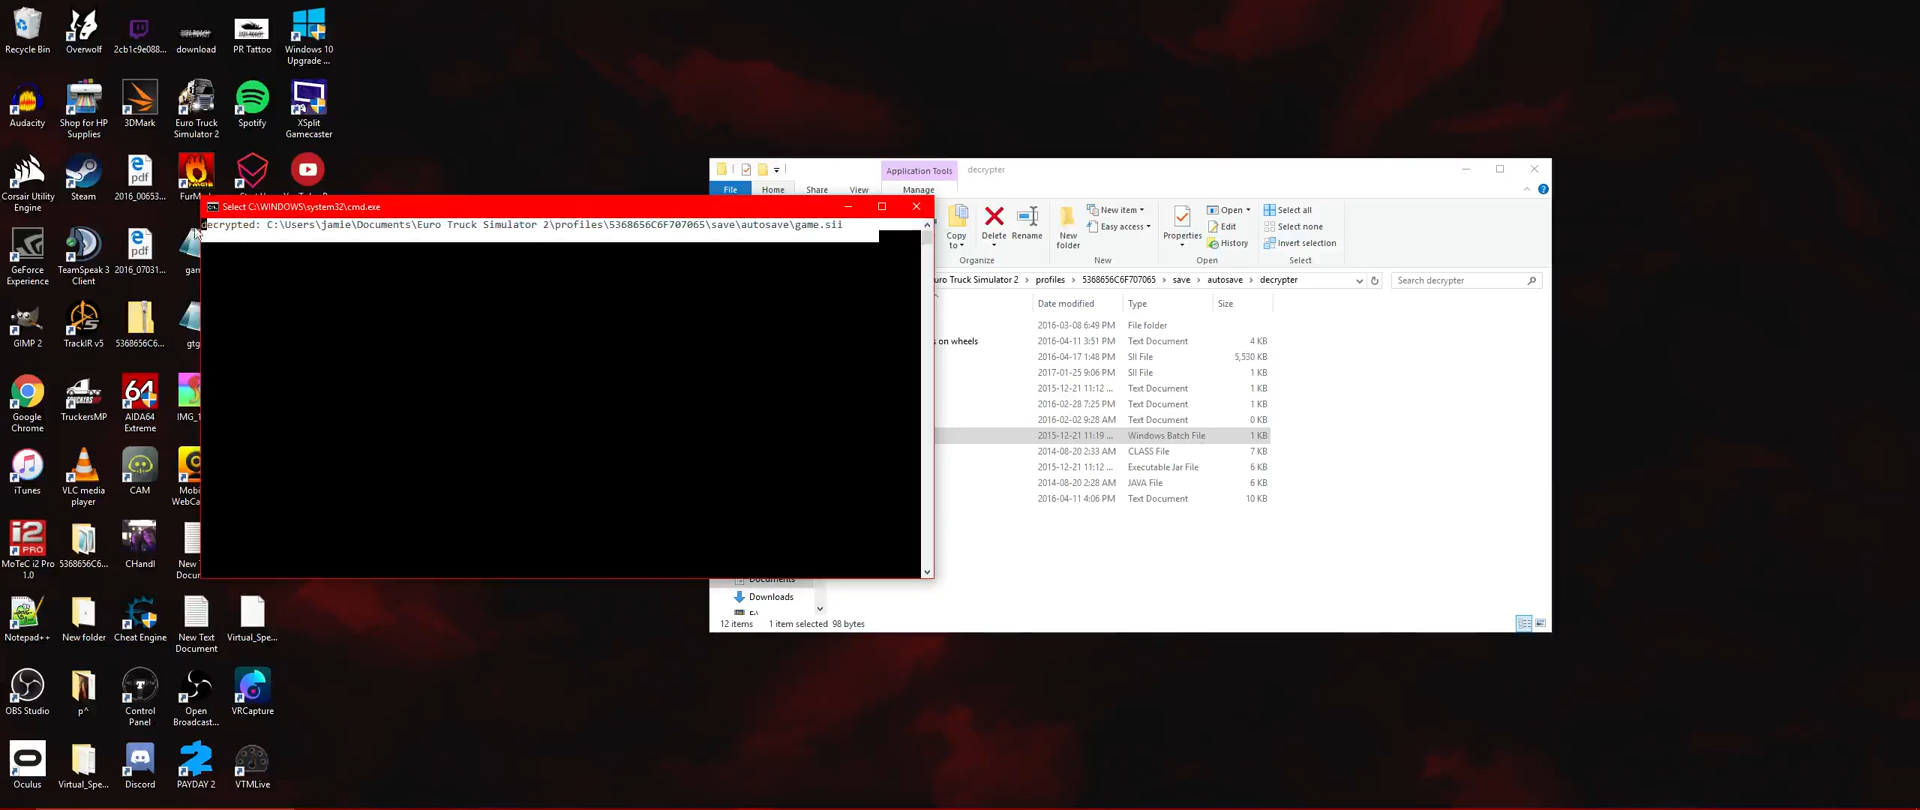 Recycle Bin
Overwolf
2cb1c9e088...
download
PR Tattoo
Windows 10
Upgrade ...
Audacity
Shop for HP
Supplies
3DMark
Euro Truck
Simulator 2
Spotify
XSplit
Gamecaster
Corsair Utility
Engine
Steam
2016_00653...
GeForce
Experience
TeamSpeak 3
Client
2016_07031...
GIMP 2
TrackIR v5
5368656C6...
gtg
Google
Chrome
TruckersMP
AIDA64
Extreme
IMG_1
iTunes
VLC media
player
CAM
Mobi
WebCa
MoTeC i2 Pro
1.0
5368656C6...
CHandl
New T
Docum
Notepad++
New folder
Cheat Engine
New Text
Document
Virtual_Spe...
OBS Studio
p^
Control
Panel
Open
Broadcast...
VRCapture
Oculus
Virtual_Spe...
Discord
PAYDAY 2
VTMLive
Select C:\WINDOWS\system32\cmd.exe
decrypted: C:\Users\jamie\Documents\Euro Truck Simulator 2\profiles\5368656C6F707065\save\autosave\game.sii
Application Tools
decrypter
File
Home
Share
View
Manage
Copy
to
Delete
Rename
New
folder
New item
Easy access
Properties
Open
Edit
History
Select all
Select none
Invert selection
Organize
New
Open
Select
uro Truck Simulator 2 > profiles > 5368656C6F707065 > save > autosave > decrypter
Search decrypter
Date modified
Type
Size
2016-03-08 6:49 PM File folder
s on wheels 2016-04-11 3:51 PM Text Document 4 KB
2016-04-17 1:48 PM SII File 5,530 KB
2017-01-25 9:06 PM SII File 1 KB
2015-12-21 11:12 ... Text Document 1 KB
2016-02-28 7:25 PM Text Document 1 KB
2016-02-02 9:28 AM Text Document 0 KB
2015-12-21 11:19 ... Windows Batch File 1 KB
2014-08-20 2:33 AM CLASS File 7 KB
2015-12-21 11:12 ... Executable Jar File 6 KB
2014-08-20 2:28 AM JAVA File 6 KB
2016-04-11 4:06 PM Text Document 10 KB
Documents
Downloads
12 items
1 item selected 98 bytes